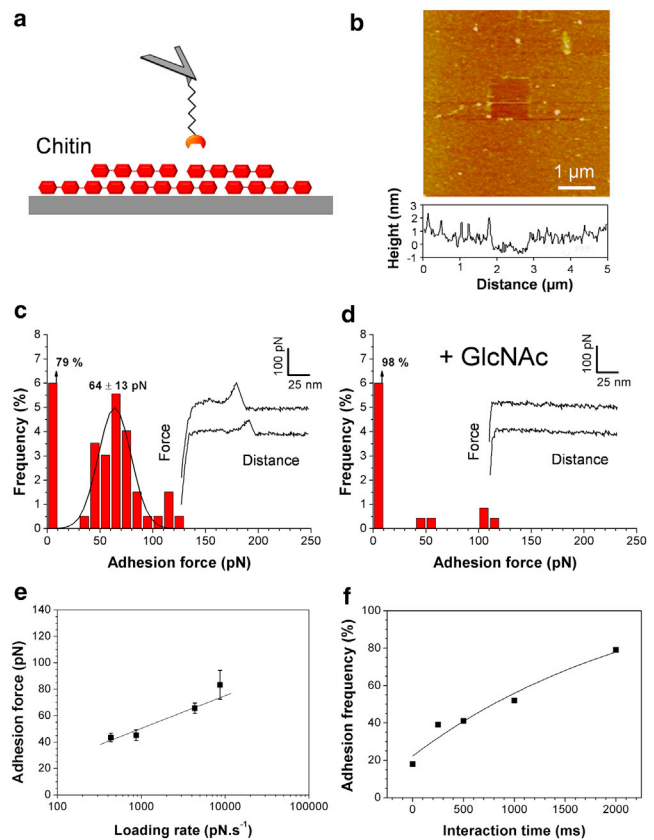 a
Chitin
b
1 µm
Height (nm)
3
2
1
0
-1
0 1 2 3 4 5
Distance (µm)
c
Frequency (%)
8
7
6
5
4
3
2
1
0
79 %
64 ± 13 pN
100 pN
25 nm
Force
Distance
0 50 100 150 200 250
Adhesion force (pN)
d
Frequency (%)
8
7
6
5
4
3
2
1
0
98 %
+ GlcNAc
100 pN
25 nm
Force
Distance
0 50 100 150 200 250
Adhesion force (pN)
e
Adhesion force (pN)
140
120
100
80
60
40
20
0
100 1000 10000 100000
Loading rate (pN.s⁻¹)
f
Adhesion frequency (%)
100
80
60
40
20
0
0 500 1000 1500 2000
Interaction time (ms)